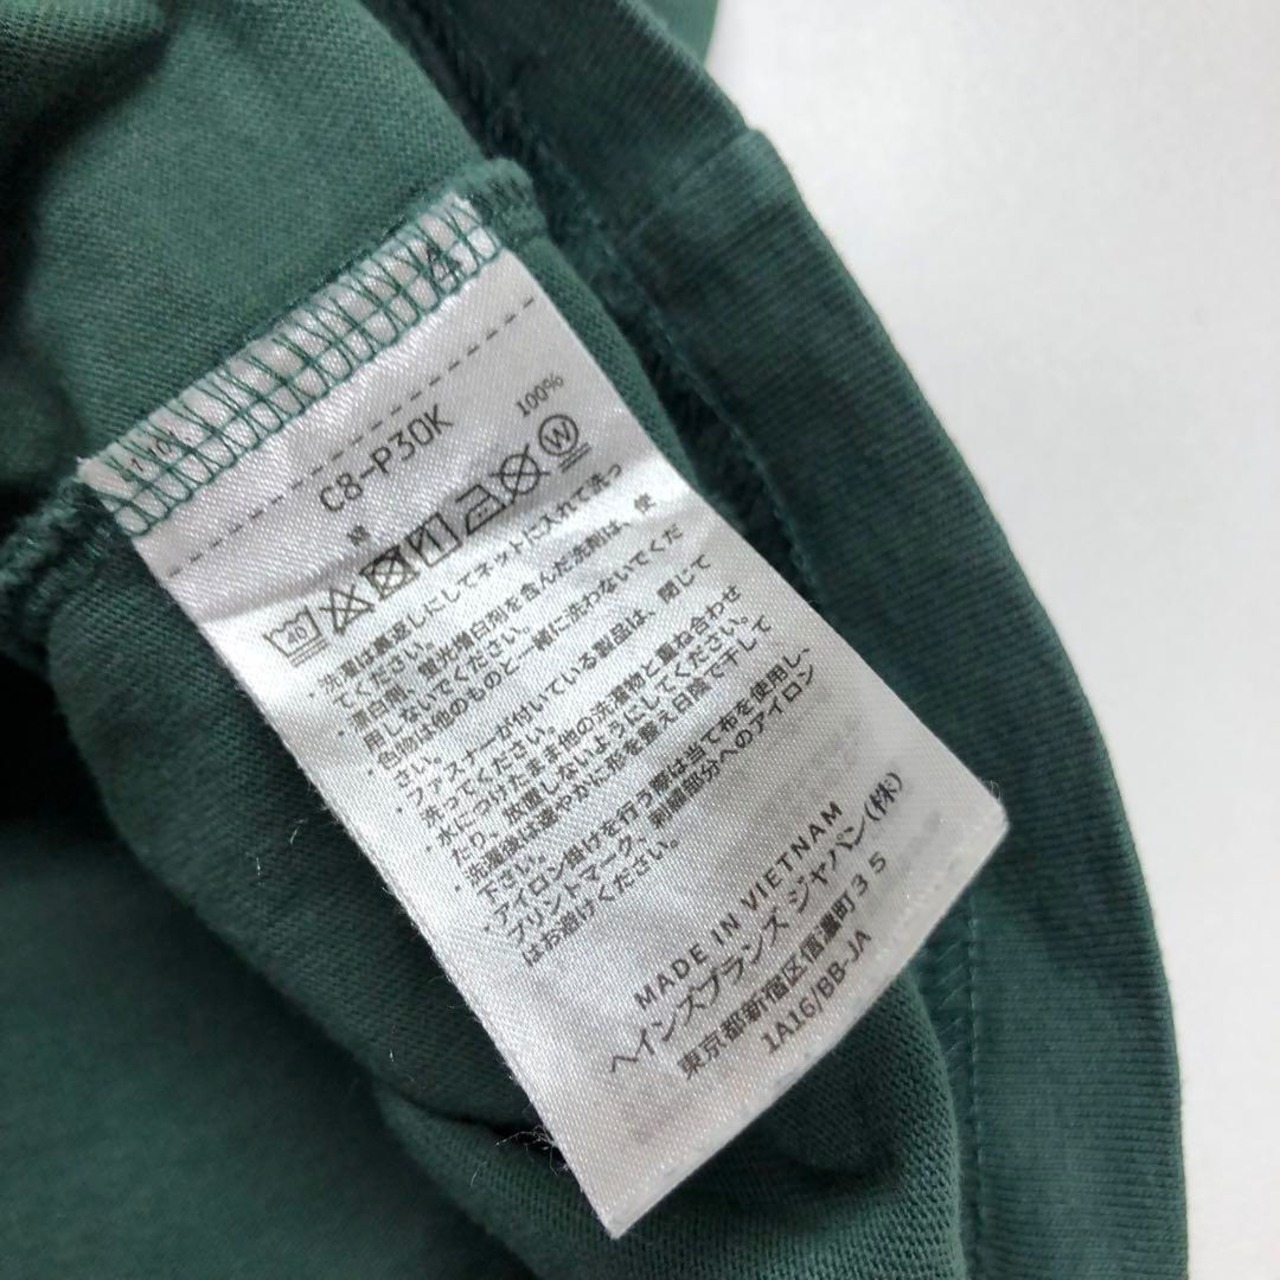 C8-P30K
綿 100%
40
W
・洗濯は裏返しにしてネットに入れて洗っ
てください。
・漂白剤、蛍光増白剤を含んだ洗剤は、使
用しないでください。
・色物は他のものと一緒に洗わないでくだ
さい。
・ファスナーが付いている製品は、閉じて
洗ってください。
・水につけたまま他の洗濯物と重ね合わせ
たり、放置しないようにしてください。
・洗濯後は速やかに形を整え日陰で干して
下さい。
・アイロン掛けを行う際は当て布を使用し、
プリントマーク、刺繍部分へのアイロン
はお避けください。
MADE IN VIETNAM
ヘインズブランズ ジャパン(株)
東京都新宿区信濃町35
1A16/BB-JA